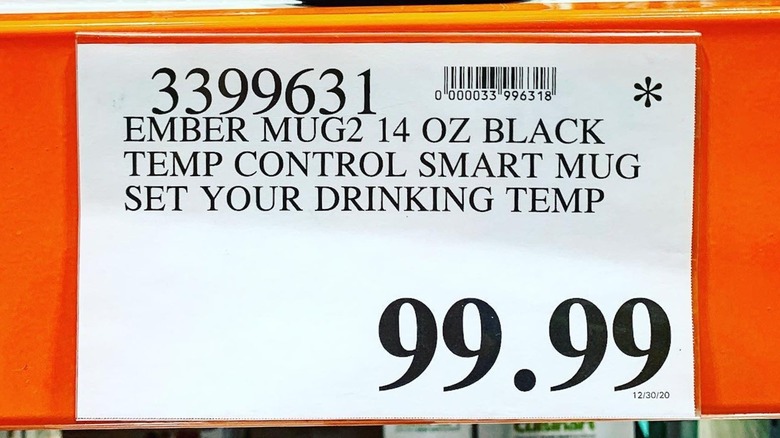 3399631
0 000033 996318
*
EMBER MUG2 14 OZ BLACK
TEMP CONTROL SMART MUG
SET YOUR DRINKING TEMP
99.99
12/30/20